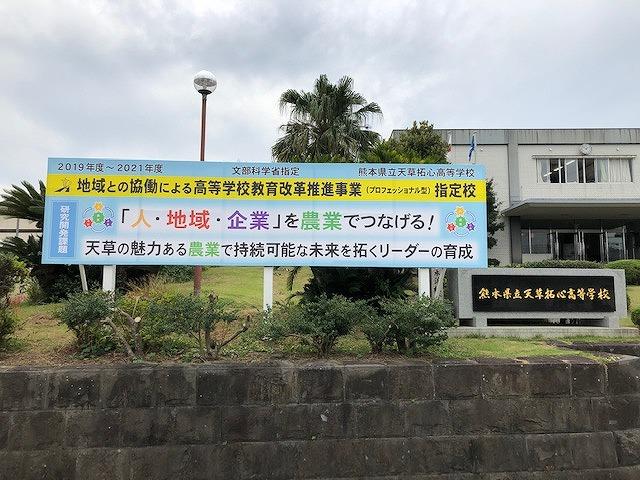 2019年度～2021年度 文部科学省指定 熊本県立天草拓心高等学校
地域との協働による高等学校教育改革推進事業（プロフェッショナル型）指定校
研究開発課題
「人・地域・企業」を農業でつなげる！
天草の魅力ある農業で持続可能な未来を拓くリーダーの育成
熊本県立天草拓心高等学校